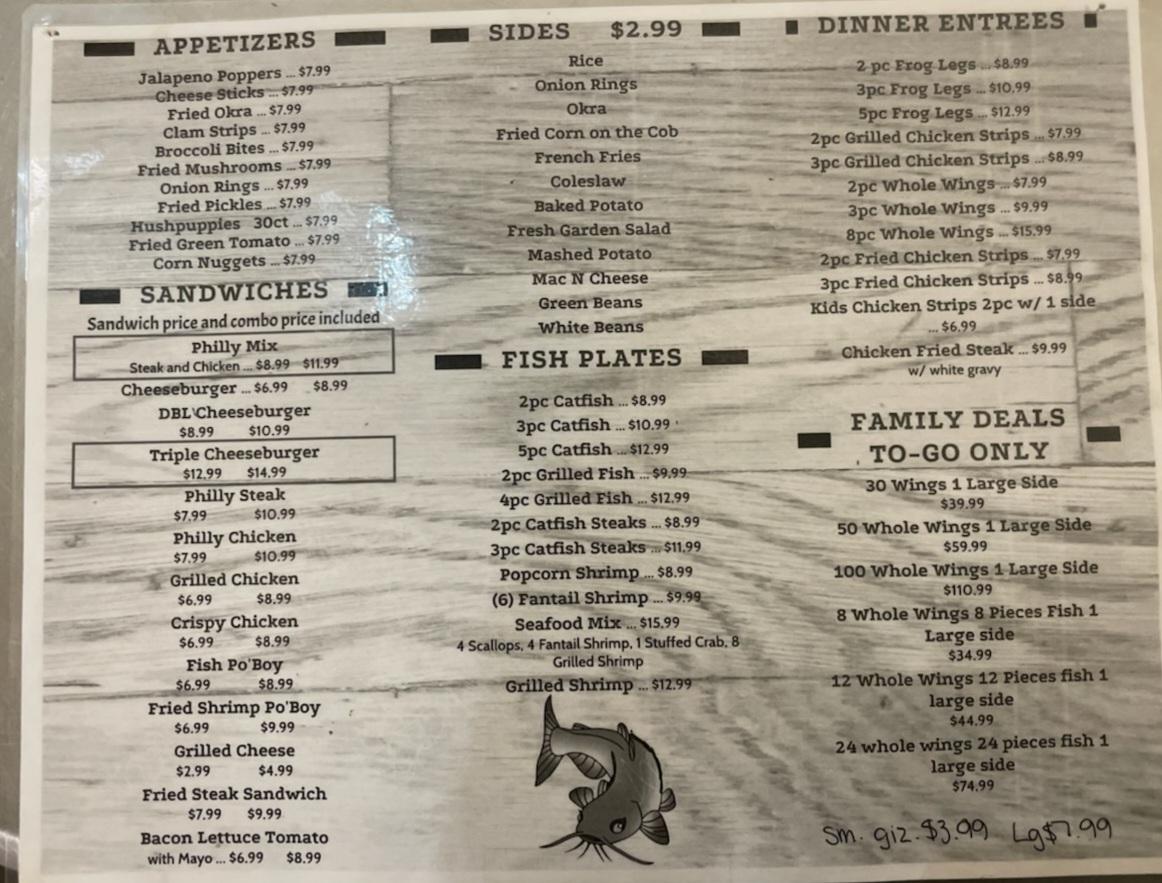 APPETIZERS
Jalapeno Poppers ... $7.99
Cheese Sticks ... $7.99
Fried Okra ... $7.99
Clam Strips ... $7.99
Broccoli Bites ... $7.99
Fried Mushrooms ... $7.99
Onion Rings ... $7.99
Fried Pickles ... $7.99
Hushpuppies 30ct ... $7.99
Fried Green Tomato ... $7.99
Corn Nuggets ... $7.99
SANDWICHES
Sandwich price and combo price included
Philly Mix
Steak and Chicken ... $8.99 $11.99
Cheeseburger ... $6.99 $8.99
DBL Cheeseburger
$8.99 $10.99
Triple Cheeseburger
$12.99 $14.99
Philly Steak
$7.99 $10.99
Philly Chicken
$7.99 $10.99
Grilled Chicken
$6.99 $8.99
Crispy Chicken
$6.99 $8.99
Fish Po'Boy
$6.99 $8.99
Fried Shrimp Po'Boy
$6.99 $9.99
Grilled Cheese
$2.99 $4.99
Fried Steak Sandwich
$7.99 $9.99
Bacon Lettuce Tomato
with Mayo ... $6.99 $8.99
SIDES $2.99
Rice
Onion Rings
Okra
Fried Corn on the Cob
French Fries
Coleslaw
Baked Potato
Fresh Garden Salad
Mashed Potato
Mac N Cheese
Green Beans
White Beans
FISH PLATES
2pc Catfish ... $8.99
3pc Catfish ... $10.99
5pc Catfish ... $12.99
2pc Grilled Fish ... $9.99
4pc Grilled Fish ... $12.99
2pc Catfish Steaks ... $8.99
3pc Catfish Steaks ... $11.99
Popcorn Shrimp ... $8.99
(6) Fantail Shrimp ... $9.99
Seafood Mix ... $15.99
4 Scallops, 4 Fantail Shrimp, 1 Stuffed Crab, 8
Grilled Shrimp
Grilled Shrimp ... $12.99
DINNER ENTREES
2 pc Frog Legs ... $8.99
3pc Frog Legs ... $10.99
5pc Frog Legs ... $12.99
2pc Grilled Chicken Strips ... $7.99
3pc Grilled Chicken Strips ... $8.99
2pc Whole Wings ... $7.99
3pc Whole Wings ... $9.99
8pc Whole Wings ... $15.99
2pc Fried Chicken Strips ... $7.99
3pc Fried Chicken Strips ... $8.99
Kids Chicken Strips 2pc w/ 1 side
... $6.99
Chicken Fried Steak ... $9.99
w/ white gravy
FAMILY DEALS
TO-GO ONLY
30 Wings 1 Large Side
$39.99
50 Whole Wings 1 Large Side
$59.99
100 Whole Wings 1 Large Side
$110.99
8 Whole Wings 8 Pieces Fish 1
Large side
$34.99
12 Whole Wings 12 Pieces fish 1
large side
$44.99
24 whole wings 24 pieces fish 1
large side
$74.99
Sm. giz. $3.99 Lg $7.99